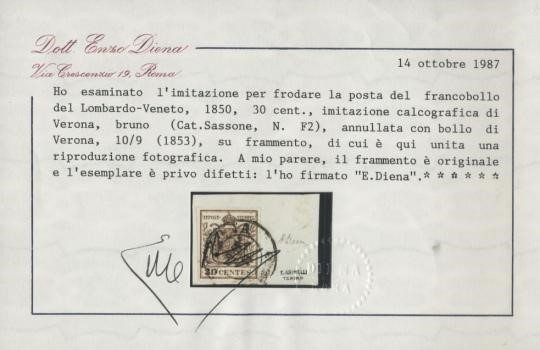 Dott. Enzo Diena
Via Crescenzio 19, Roma
14 ottobre 1987
Ho esaminato l'imitazione per frodare la posta del francobollo
del Lombardo-Veneto, 1850, 30 cent., imitazione calcografica di
Verona, bruno (Cat.Sassone, N. F2), annullata con bollo di
Verona, 10/9 (1853), su frammento, di cui è qui unita una
riproduzione fotografica. A mio parere, il frammento è originale
e l'esemplare è privo difetti: l'ho firmato "E.Diena".* * * * * *
30 CENTES
TORINO
DIENA